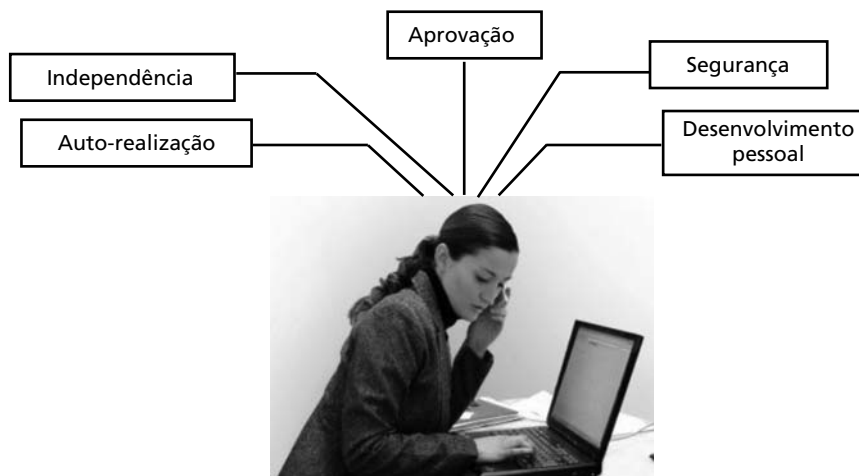 Aprovação
Independência
Segurança
Auto-realização
Desenvolvimento
pessoal